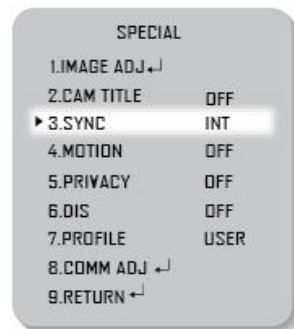 SPECIAL
1.IMAGE ADJ↵
2.CAM TITLE OFF
▶3.SYNC INT
4.MOTION OFF
5.PRIVACY OFF
6.DIS OFF
7.PROFILE USER
8.COMM ADJ ↵
9.RETURN ↵